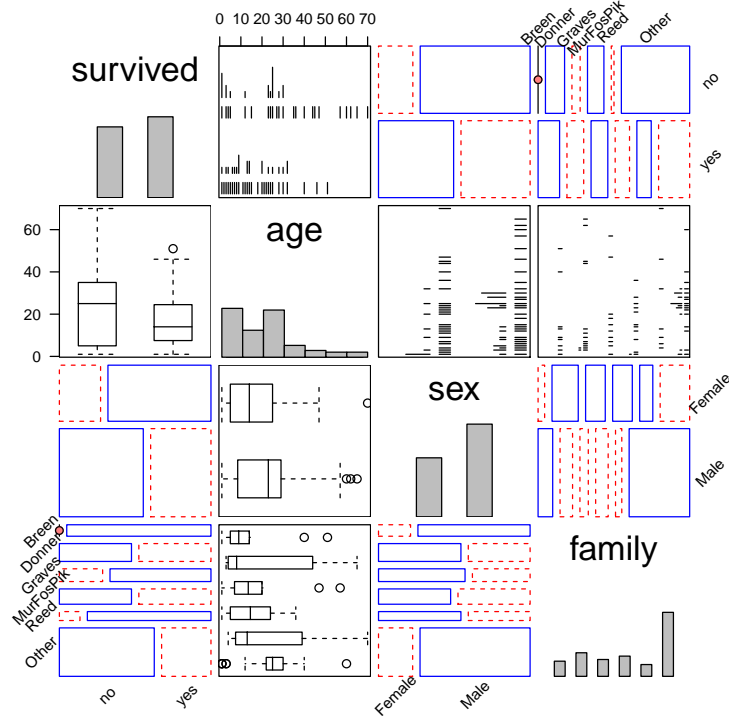 0 10 20 30 40 50 60 70
Breen
Donner
Graves
MurFosPik
Reed
Other
survived
no
yes
60
40
20
0
age
sex
Female
Male
Breen
Donner
Graves
MurFosPik
Reed
Other
family
no
yes
Female
Male